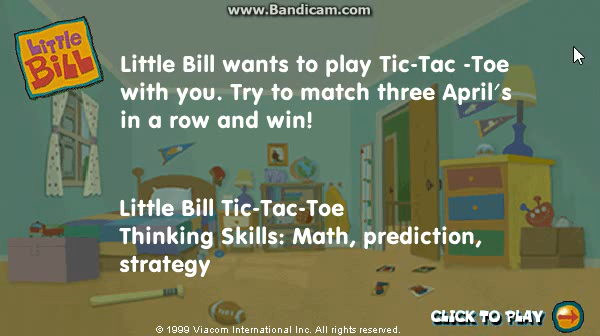 www.Bandicam.com
LITTLE
BILL
Little Bill wants to play Tic-Tac -Toe
with you. Try to match three April's
in a row and win!
Little Bill Tic-Tac-Toe
Thinking Skills: Math, prediction,
strategy
CLICK TO PLAY
© 1999 Viacom International Inc. All rights reserved.